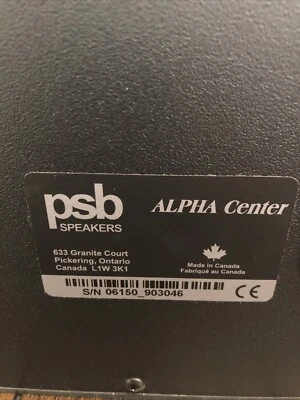 psb
SPEAKERS
ALPHA Center
633 Granite Court
Pickering, Ontario
Canada L1W 3K1
Made in Canada
Fabriqué au Canada
S/N 06150_903046
CE